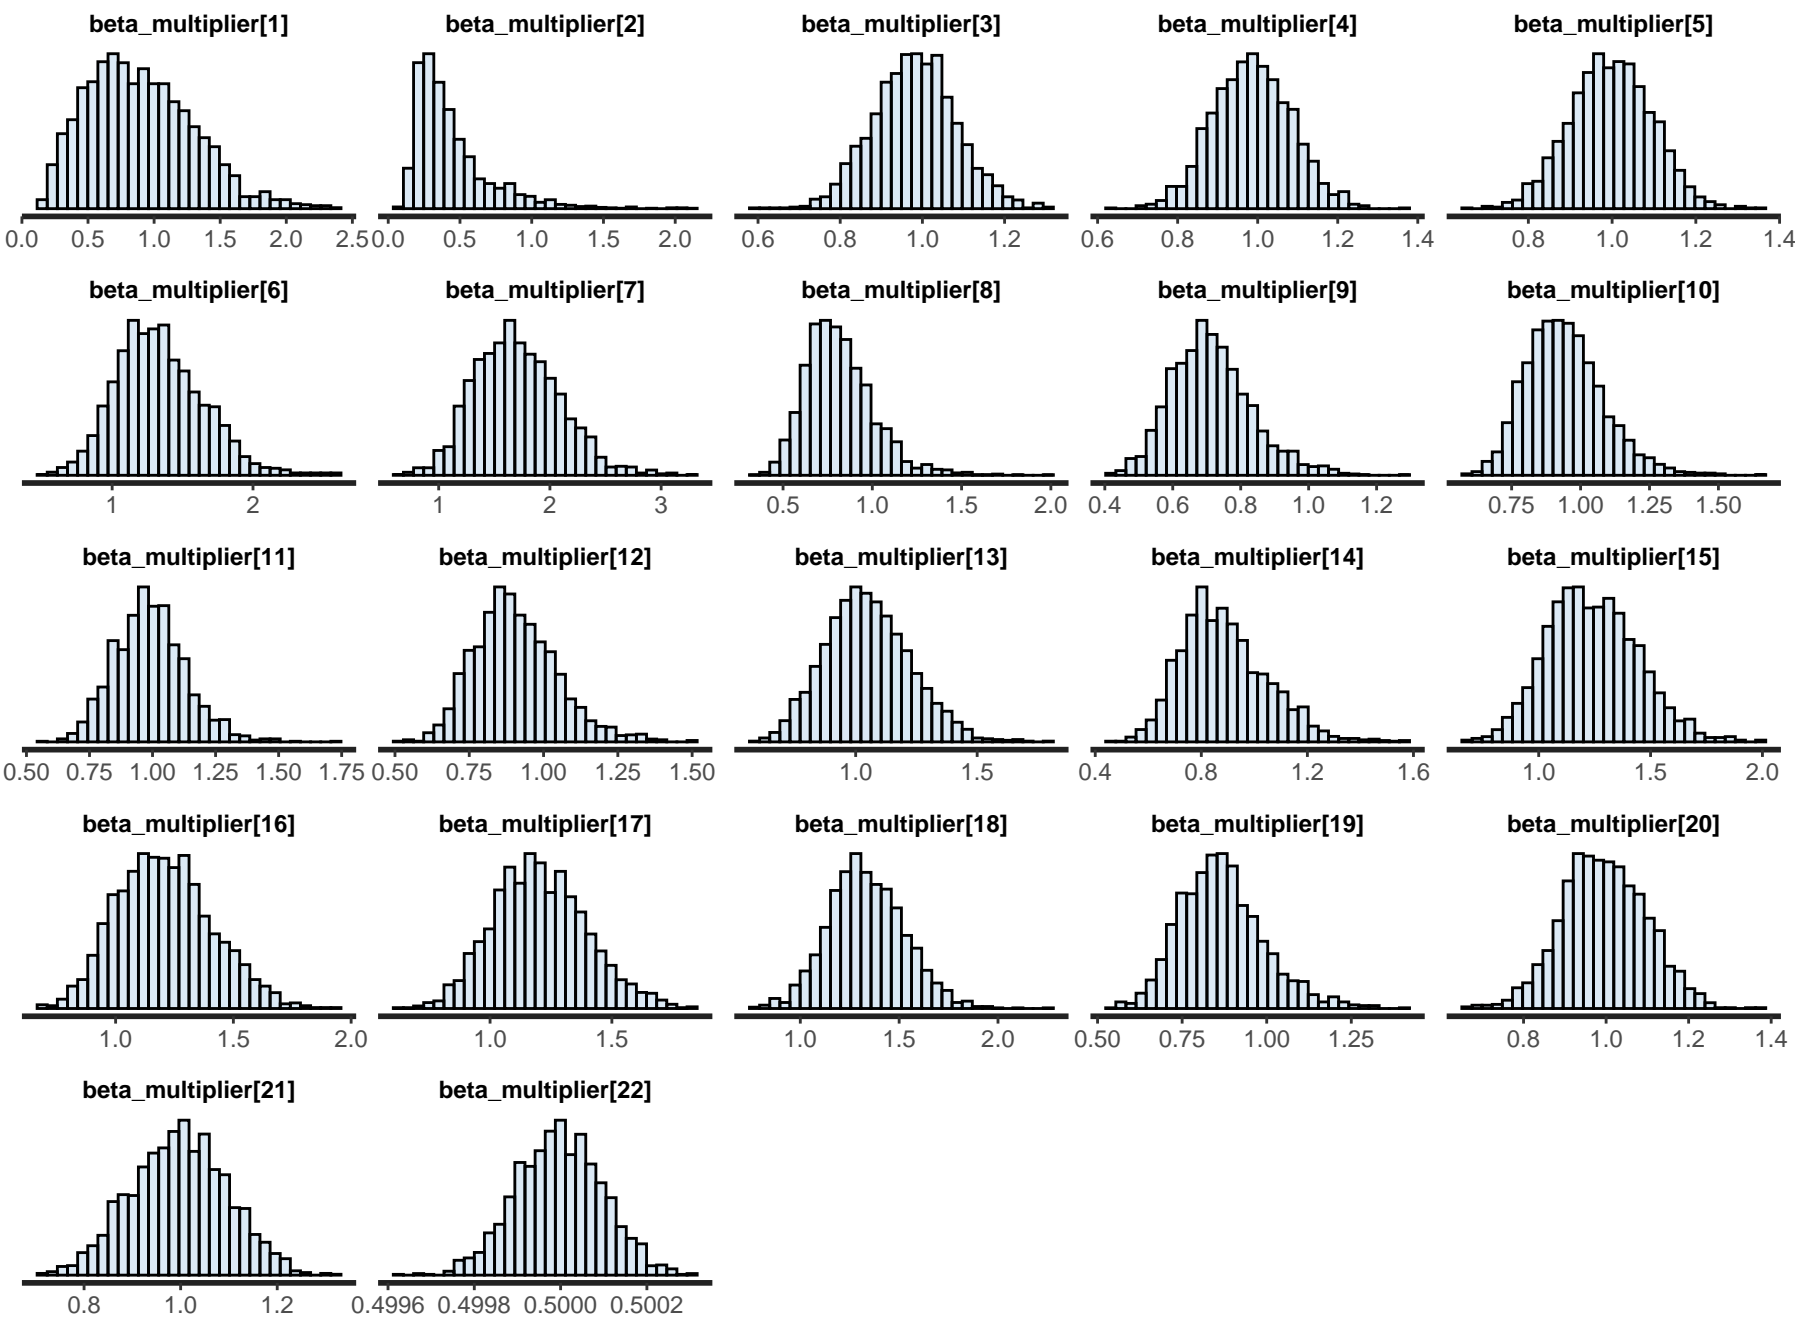 beta_multiplier[1] beta_multiplier[2] beta_multiplier[3] beta_multiplier[4] beta_multiplier[5]
0.0 0.5 1.0 1.5 2.0 2.5 0.0 0.5 1.0 1.5 2.0 0.6 0.8 1.0 1.2 0.6 0.8 1.0 1.2 1.4 0.8 1.0 1.2 1.4
beta_multiplier[6] beta_multiplier[7] beta_multiplier[8] beta_multiplier[9] beta_multiplier[10]
1 2 1 2 3 0.5 1.0 1.5 2.0 0.4 0.6 0.8 1.0 1.2 0.75 1.00 1.25 1.50
beta_multiplier[11] beta_multiplier[12] beta_multiplier[13] beta_multiplier[14] beta_multiplier[15]
0.50 0.75 1.00 1.25 1.50 1.75 0.50 0.75 1.00 1.25 1.50 1.0 1.5 0.4 0.8 1.2 1.6 1.0 1.5 2.0
beta_multiplier[16] beta_multiplier[17] beta_multiplier[18] beta_multiplier[19] beta_multiplier[20]
1.0 1.5 2.0 1.0 1.5 1.0 1.5 2.0 0.50 0.75 1.00 1.25 0.8 1.0 1.2 1.4
beta_multiplier[21] beta_multiplier[22]
0.8 1.0 1.2 0.4996 0.4998 0.5000 0.5002